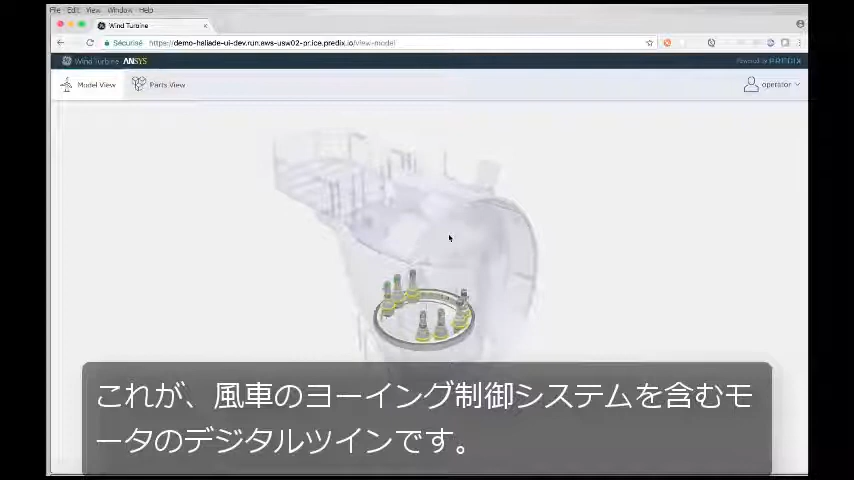 File Edit View Window Help
Wind Turbine
Sécurisé https://demo-heliade-ui-dev.run.aws-usw02-pr.ice.predix.io/view-model
Wind Turbine ANSYS Powered by PREDIX
Model View Parts View operator
これが、風車のヨーイング制御システムを含むモ
ータのデジタルツインです。